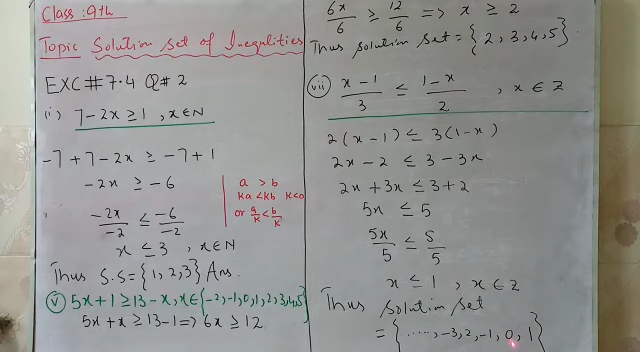 Class : 9th
Topic Solution Set of Inequlities
EXC # 7.4 Q# 2
(ii) 7-2x ≥ 1 , x∈N
-7+7-2x ≥ -7+1
-2x ≥ -6
-2x/-2 ≤ -6/-2
x ≤ 3 , x∈N
Thus S.S = {1, 2, 3} Ans.
a > b
ka < kb k<0
or a/k < b/k
(v) 5x+1 ≥ 13-x, x∈{-2,-1,0,1,2,3,4,5}
5x+x ≥ 13-1 => 6x ≥ 12
6x/6 ≥ 12/6 => x ≥ 2
Thus solution set = {2, 3, 4, 5}.
(vii) x-1/3 ≤ 1-x/2 , x ∈ Z
2(x-1) ≤ 3(1-x)
2x-2 ≤ 3-3x
2x+3x ≤ 3+2
5x ≤ 5
5x/5 ≤ 5/5
x ≤ 1 , x∈Z
Thus solution set
= {....., -3, 2, -1, 0, 1}